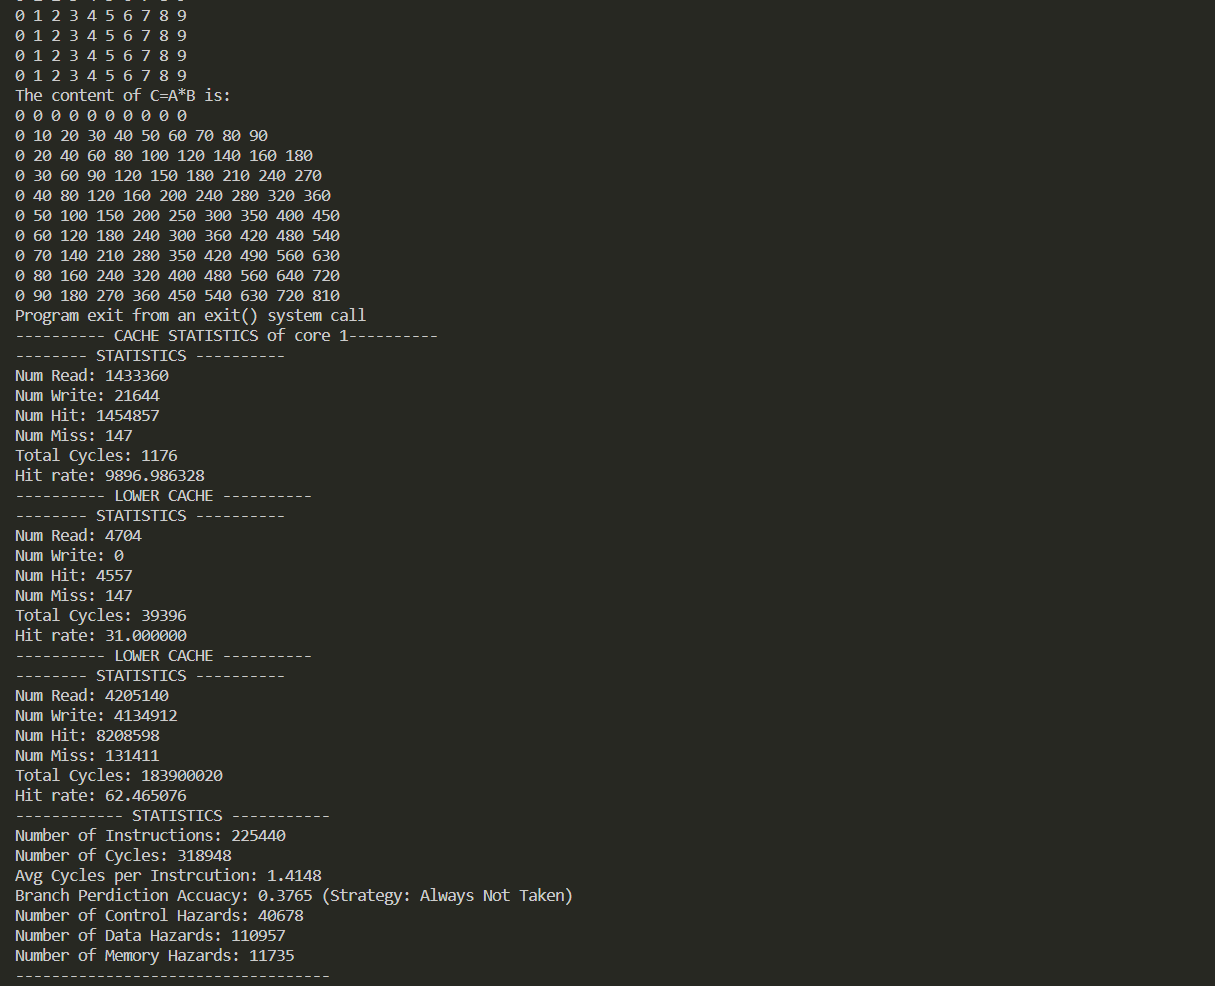 0 1 2 3 4 5 6 7 8 9
0 1 2 3 4 5 6 7 8 9
0 1 2 3 4 5 6 7 8 9
0 1 2 3 4 5 6 7 8 9
The content of C=A*B is:
0 0 0 0 0 0 0 0 0 0
0 10 20 30 40 50 60 70 80 90
0 20 40 60 80 100 120 140 160 180
0 30 60 90 120 150 180 210 240 270
0 40 80 120 160 200 240 280 320 360
0 50 100 150 200 250 300 350 400 450
0 60 120 180 240 300 360 420 480 540
0 70 140 210 280 350 420 490 560 630
0 80 160 240 320 400 480 560 640 720
0 90 180 270 360 450 540 630 720 810
Program exit from an exit() system call
---------- CACHE STATISTICS of core 1----------
-------- STATISTICS ----------
Num Read: 1433360
Num Write: 21644
Num Hit: 1454857
Num Miss: 147
Total Cycles: 1176
Hit rate: 9896.986328
---------- LOWER CACHE ----------
-------- STATISTICS ----------
Num Read: 4704
Num Write: 0
Num Hit: 4557
Num Miss: 147
Total Cycles: 39396
Hit rate: 31.000000
---------- LOWER CACHE ----------
-------- STATISTICS ----------
Num Read: 4205140
Num Write: 4134912
Num Hit: 8208598
Num Miss: 131411
Total Cycles: 183900020
Hit rate: 62.465076
------------ STATISTICS -----------
Number of Instructions: 225440
Number of Cycles: 318948
Avg Cycles per Instrcution: 1.4148
Branch Perdiction Accuacy: 0.3765 (Strategy: Always Not Taken)
Number of Control Hazards: 40678
Number of Data Hazards: 110957
Number of Memory Hazards: 11735
-----------------------------------